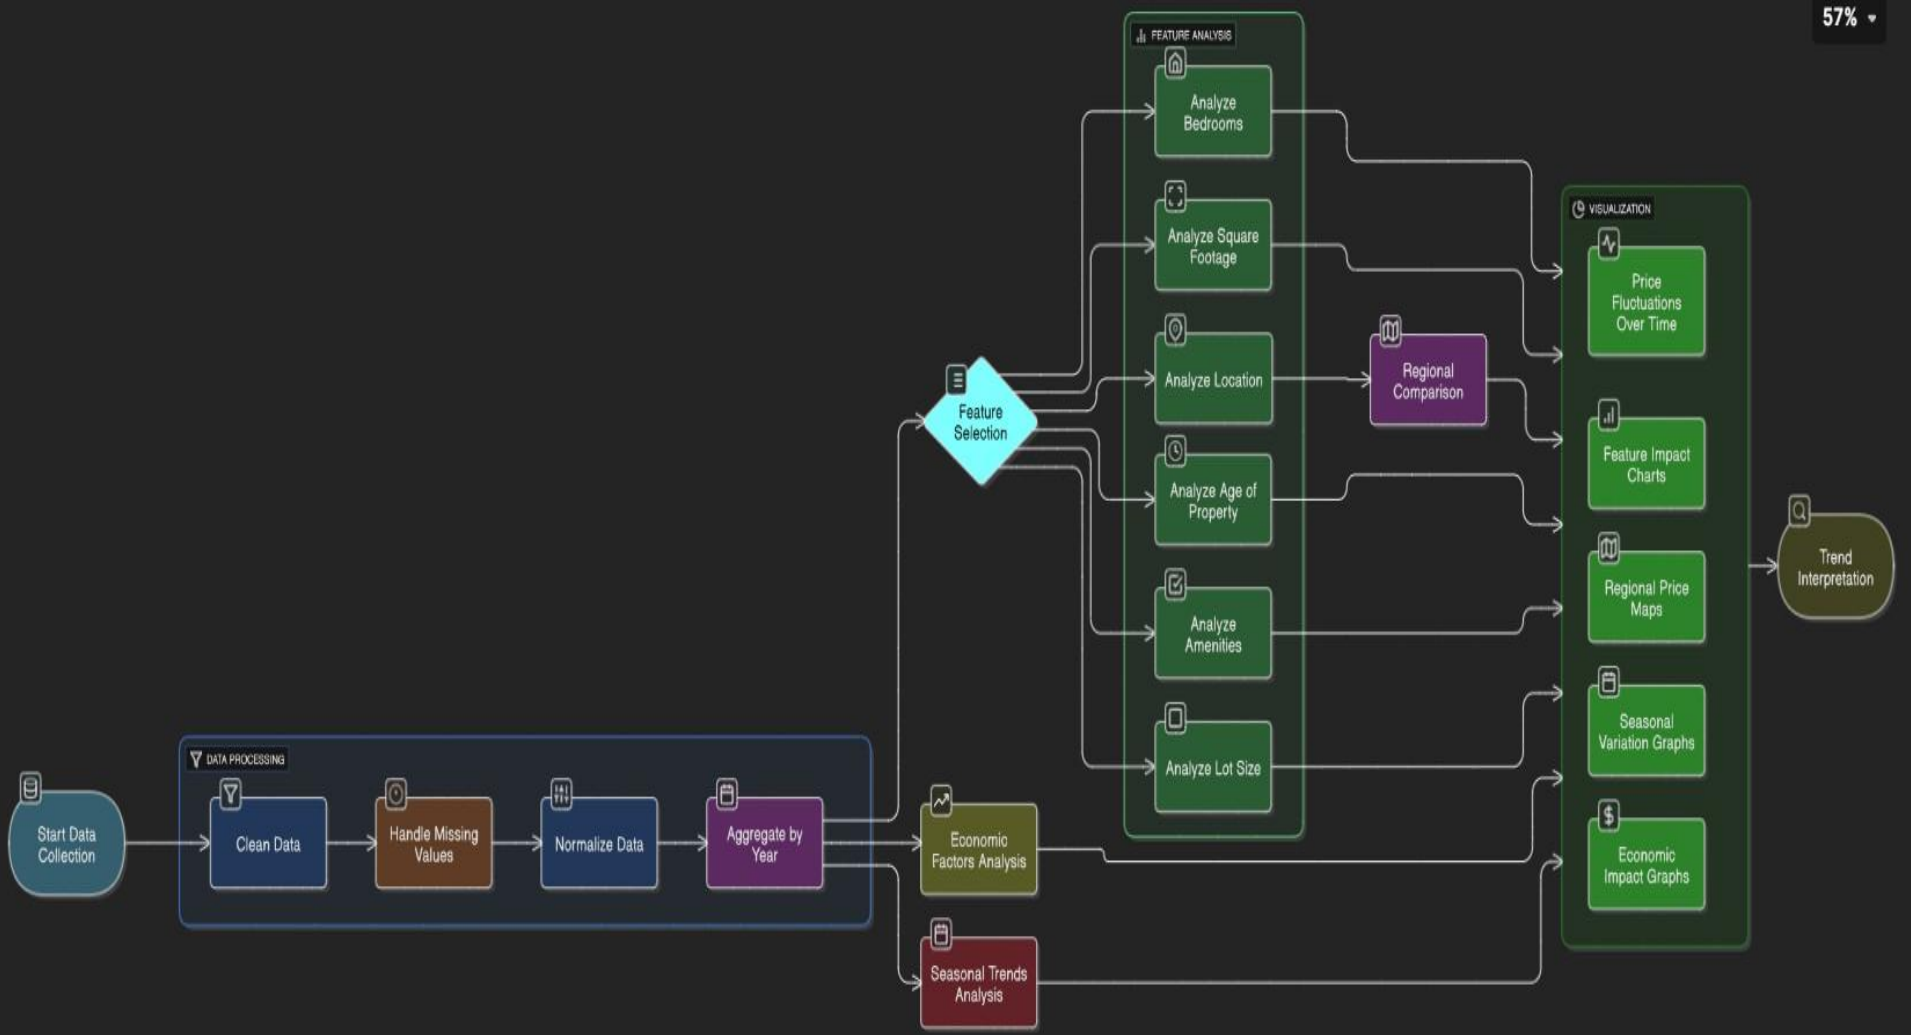 57%
FEATURE ANALYSIS
Analyze
Bedrooms
Analyze Square
Footage
Analyze Location
Analyze Age of
Property
Analyze
Amenities
Analyze Lot Size
Regional
Comparison
VISUALIZATION
Price
Fluctuations
Over Time
Feature Impact
Charts
Regional Price
Maps
Seasonal
Variation Graphs
Economic
Impact Graphs
Trend
Interpretation
Feature
Selection
DATA PROCESSING
Start Data
Collection
Clean Data
Handle Missing
Values
Normalize Data
Aggregate by
Year
Economic
Factors Analysis
Seasonal Trends
Analysis